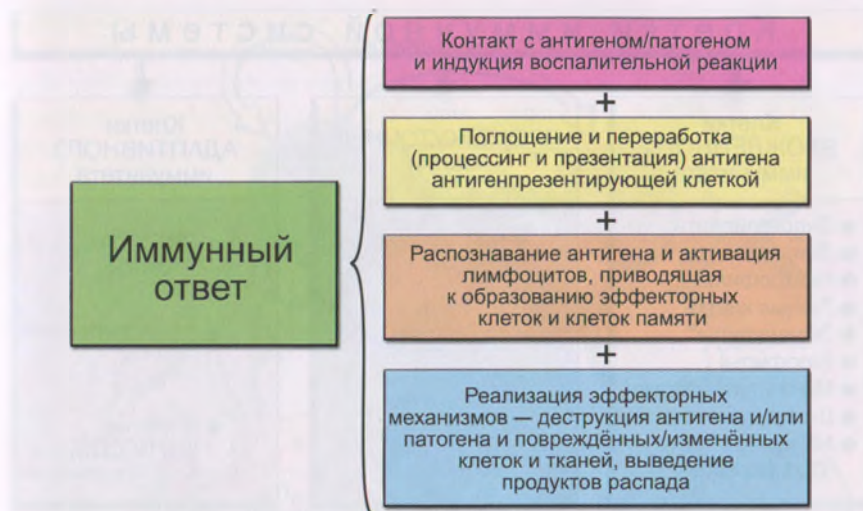 Контакт с антигеном/патогеном
и индукция воспалительной реакции
+
Поглощение и переработка
(процессинг и презентация) антигена
антигенпрезентирующей клеткой
+
Иммунный
ответ
Распознавание антигена и активация
лимфоцитов, приводящая
к образованию эффекторных
клеток и клеток памяти
+
Реализация эффекторных
механизмов — деструкция антигена и/или
патогена и повреждённых/изменённых
клеток и тканей, выведение
продуктов распада